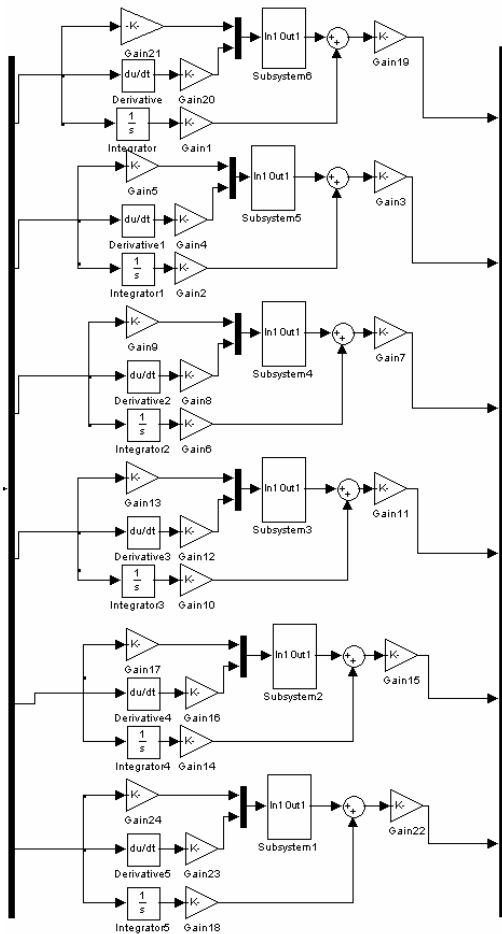 -K-
Gain21
du/dt
Derivative
K-
Gain20
1
s
Integrator
K-
Gain1
In1 Out1
Subsystem6
+
+
K-
Gain19
K-
Gain5
du/dt
Derivative1
K-
Gain4
1
s
Integrator1
K-
Gain2
In1 Out1
Subsystem5
+
+
K-
Gain3
K-
Gain9
du/dt
Derivative2
K-
Gain8
1
s
Integrator2
K-
Gain6
In1 Out1
Subsystem4
+
+
K-
Gain7
K-
Gain13
du/dt
Derivative3
K-
Gain12
1
s
Integrator3
K-
Gain10
In1 Out1
Subsystem3
+
+
K-
Gain11
K-
Gain17
du/dt
Derivative4
K-
Gain16
1
s
Integrator4
K-
Gain14
In1 Out1
Subsystem2
+
+
K-
Gain15
K-
Gain24
du/dt
Derivative5
K-
Gain23
1
s
Integrator5
K-
Gain18
In1 Out1
Subsystem1
+
+
K-
Gain22